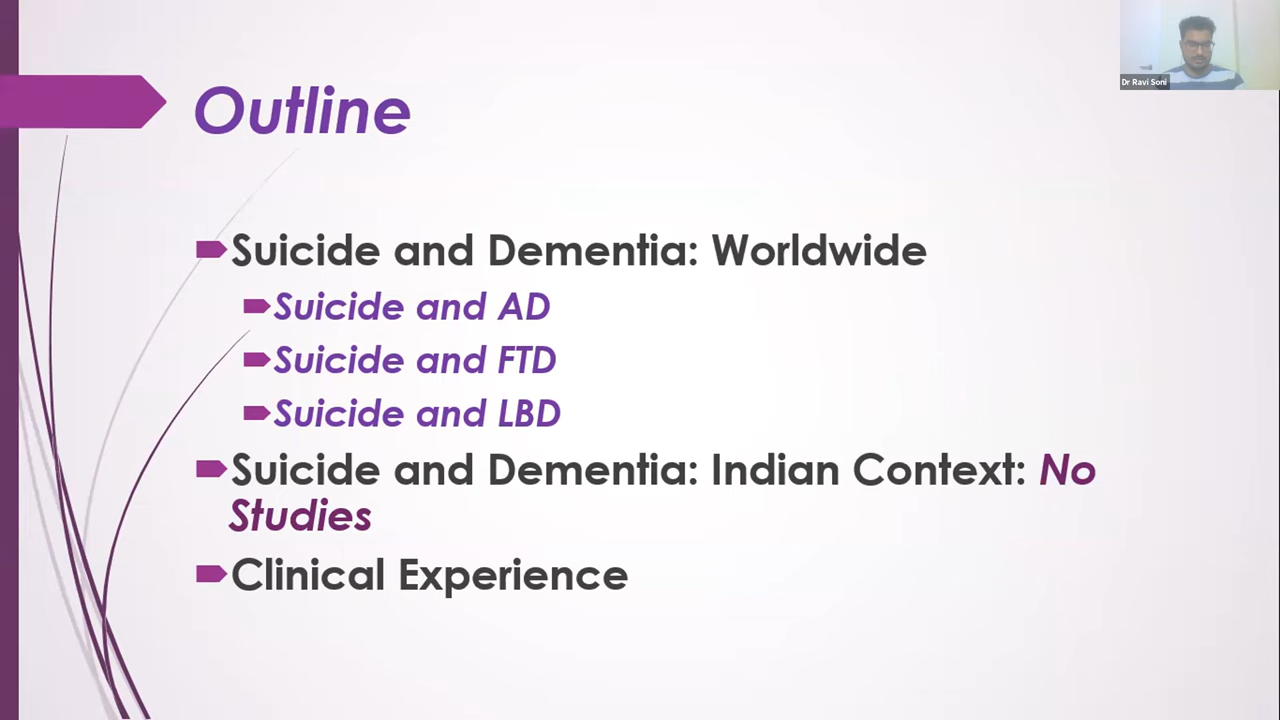 Dr Ravi Soni
Outline
Suicide and Dementia: Worldwide
Suicide and AD
Suicide and FTD
Suicide and LBD
Suicide and Dementia: Indian Context: No
Studies
Clinical Experience